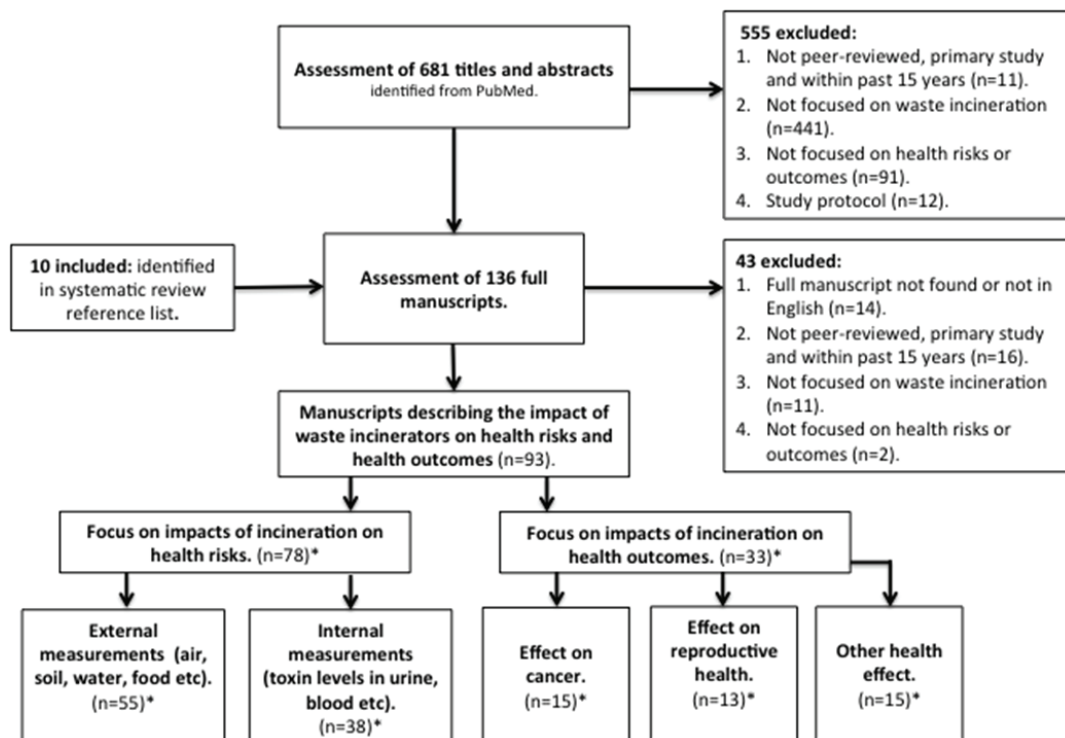 Assessment of 681 titles and abstracts
identified from PubMed.
555 excluded:
1. Not peer-reviewed, primary study
and within past 15 years (n=11).
2. Not focused on waste incineration
(n=441).
3. Not focused on health risks or
outcomes (n=91).
4. Study protocol (n=12).
10 included: identified
in systematic review
reference list.
Assessment of 136 full
manuscripts.
43 excluded:
1. Full manuscript not found or not in
English (n=14).
2. Not peer-reviewed, primary study
and within past 15 years (n=16).
3. Not focused on waste incineration
(n=11).
4. Not focused on health risks or
outcomes (n=2).
Manuscripts describing the impact of
waste incinerators on health risks and
health outcomes (n=93).
Focus on impacts of incineration on
health risks. (n=78)*
Focus on impacts of incineration on
health outcomes. (n=33)*
External
measurements (air,
soil, water, food etc).
(n=55)*
Internal
measurements
(toxin levels in urine,
blood etc).
(n=38)*
Effect on
cancer.
(n=15)*
Effect on
reproductive
health.
(n=13)*
Other health
effect.
(n=15)*